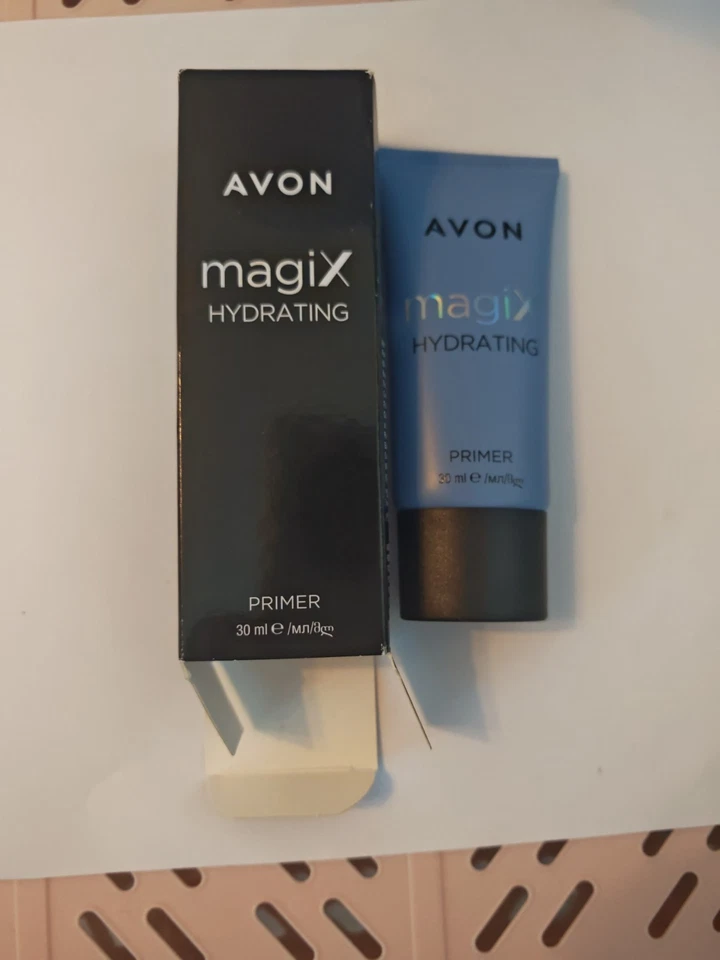 AVON
magiX
HYDRATING
PRIMER
30 ml ℮ /мл/მლ
AVON
magiX
HYDRATING
PRIMER
30 ml ℮ /мл/მლ